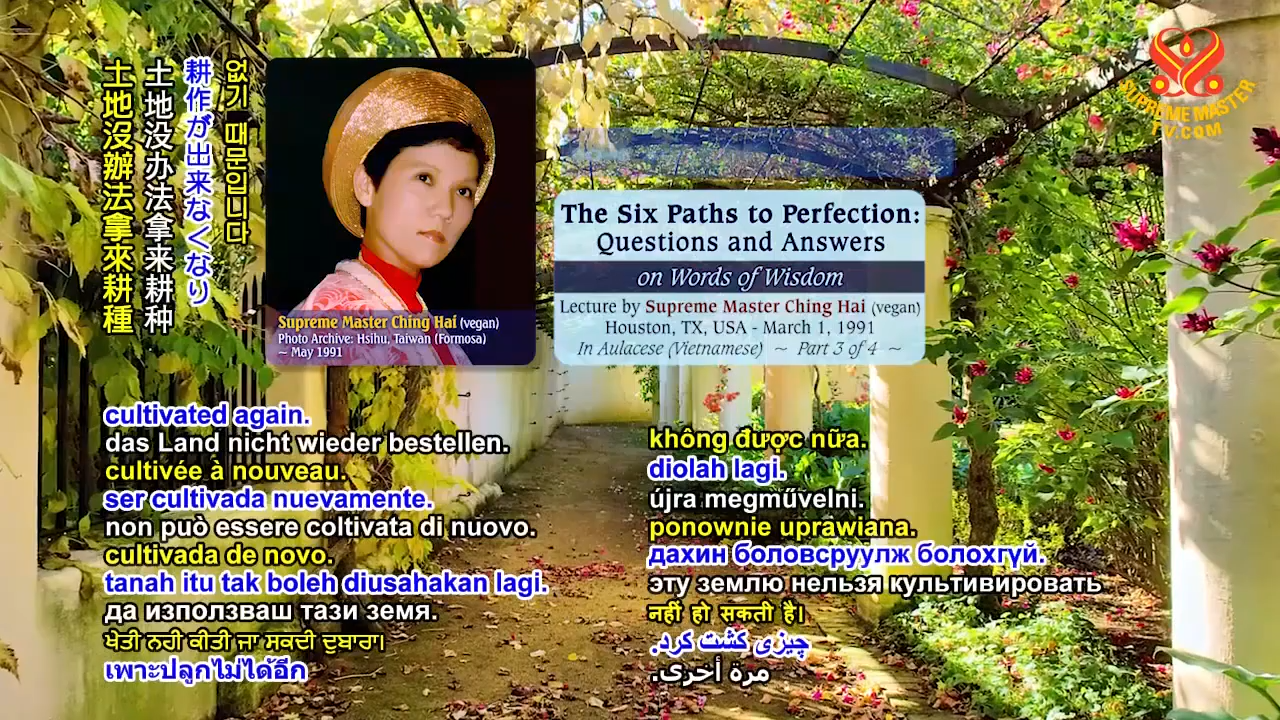 없기 때문입니다
耕作が出来なくなり
土地没办法拿来耕种
土地沒辦法拿來耕種
Supreme Master Ching Hai (vegan)
Photo Archive: Hsihu, Taiwan (Formosa)
~ May 1991
SUPREME MASTER
TV.COM
The Six Paths to Perfection:
Questions and Answers
on Words of Wisdom
Lecture by Supreme Master Ching Hai (vegan)
Houston, TX, USA - March 1, 1991
In Aulacese (Vietnamese) ~ Part 3 of 4 ~
cultivated again.
das Land nicht wieder bestellen.
cultivée à nouveau.
ser cultivada nuevamente.
non può essere coltivata di nuovo.
cultivada de novo.
tanah itu tak boleh diusahakan lagi.
да използваш тази земя.
ਖੇਤੀ ਨਹੀ ਕੀਤੀ ਜਾ ਸਕਦੀ ਦੁਬਾਰਾ।
เพาะปลูกไม่ได้อีก
không được nữa.
diolah lagi.
újra megművelni.
ponownie uprawiana.
дахин боловсруулж болохгүй.
эту землю нельзя культивировать
नहीं हो सकती है।
چیزی کشت کرد.
مرة أخرى.